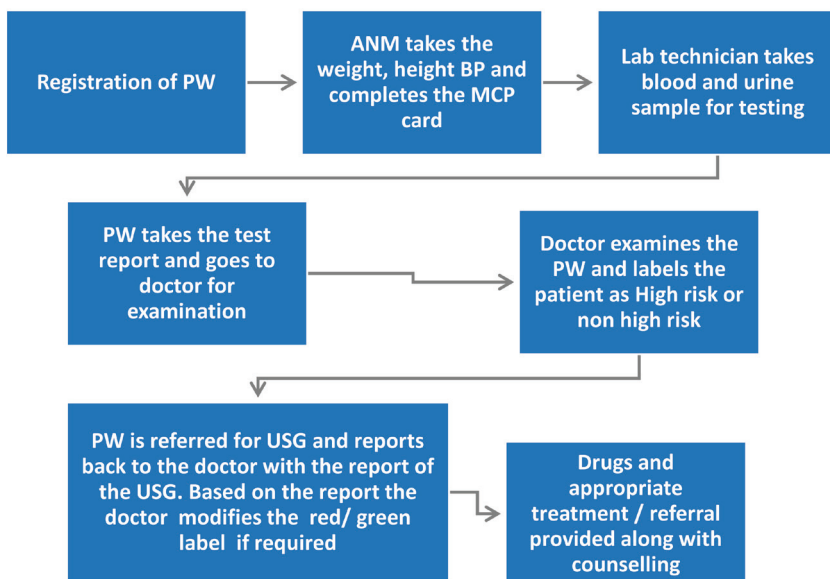 Registration of PW
ANM takes the
weight, height BP and
completes the MCP
card
Lab technician takes
blood and urine
sample for testing
PW takes the test
report and goes to
doctor for
examination
Doctor examines the
PW and labels the
patient as High risk or
non high risk
PW is referred for USG and reports
back to the doctor with the report of
the USG. Based on the report the
doctor modifies the red/ green
label if required
Drugs and
appropriate
treatment / referral
provided along with
counselling